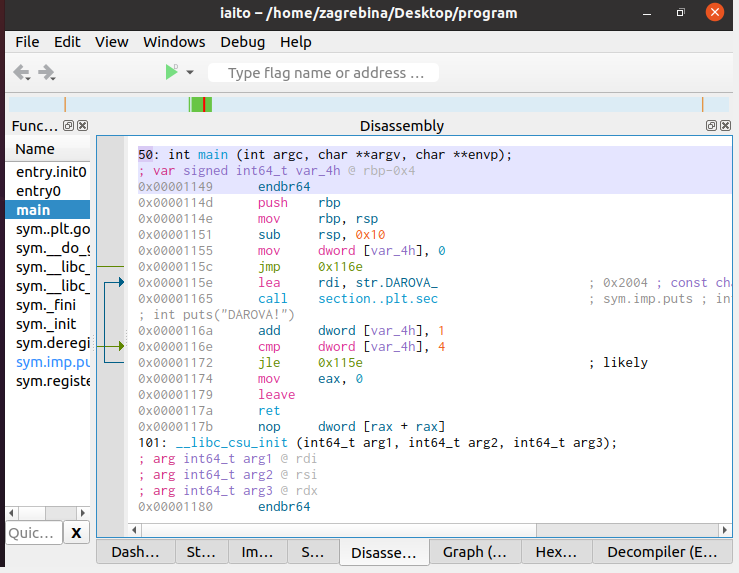 iaito – /home/zagrebina/Desktop/program
File Edit View Windows Debug Help
Type flag name or address ...
Func...
Disassembly
Name
entry.init0
entry0
main
sym..plt.go
sym.__do_g
sym.__libc_
sym.__libc_
sym._fini
sym._init
sym.deregi
sym.imp.pu
sym.registe
Quic...
X
50: int main (int argc, char **argv, char **envp);
; var signed int64_t var_4h @ rbp-0x4
0x00001149 endbr64
0x0000114d push rbp
0x0000114e mov rbp, rsp
0x00001151 sub rsp, 0x10
0x00001155 mov dword [var_4h], 0
0x0000115c jmp 0x116e
0x0000115e lea rdi, str.DAROVA_ ; 0x2004 ; const cha
0x00001165 call section..plt.sec ; sym.imp.puts ; in
; int puts("DAROVA!")
0x0000116a add dword [var_4h], 1
0x0000116e cmp dword [var_4h], 4
0x00001172 jle 0x115e ; likely
0x00001174 mov eax, 0
0x00001179 leave
0x0000117a ret
0x0000117b nop dword [rax + rax]
101: __libc_csu_init (int64_t arg1, int64_t arg2, int64_t arg3);
; arg int64_t arg1 @ rdi
; arg int64_t arg2 @ rsi
; arg int64_t arg3 @ rdx
0x00001180 endbr64
Dash... St... Im... S... Disasse... Graph (... Hex... Decompiler (E...